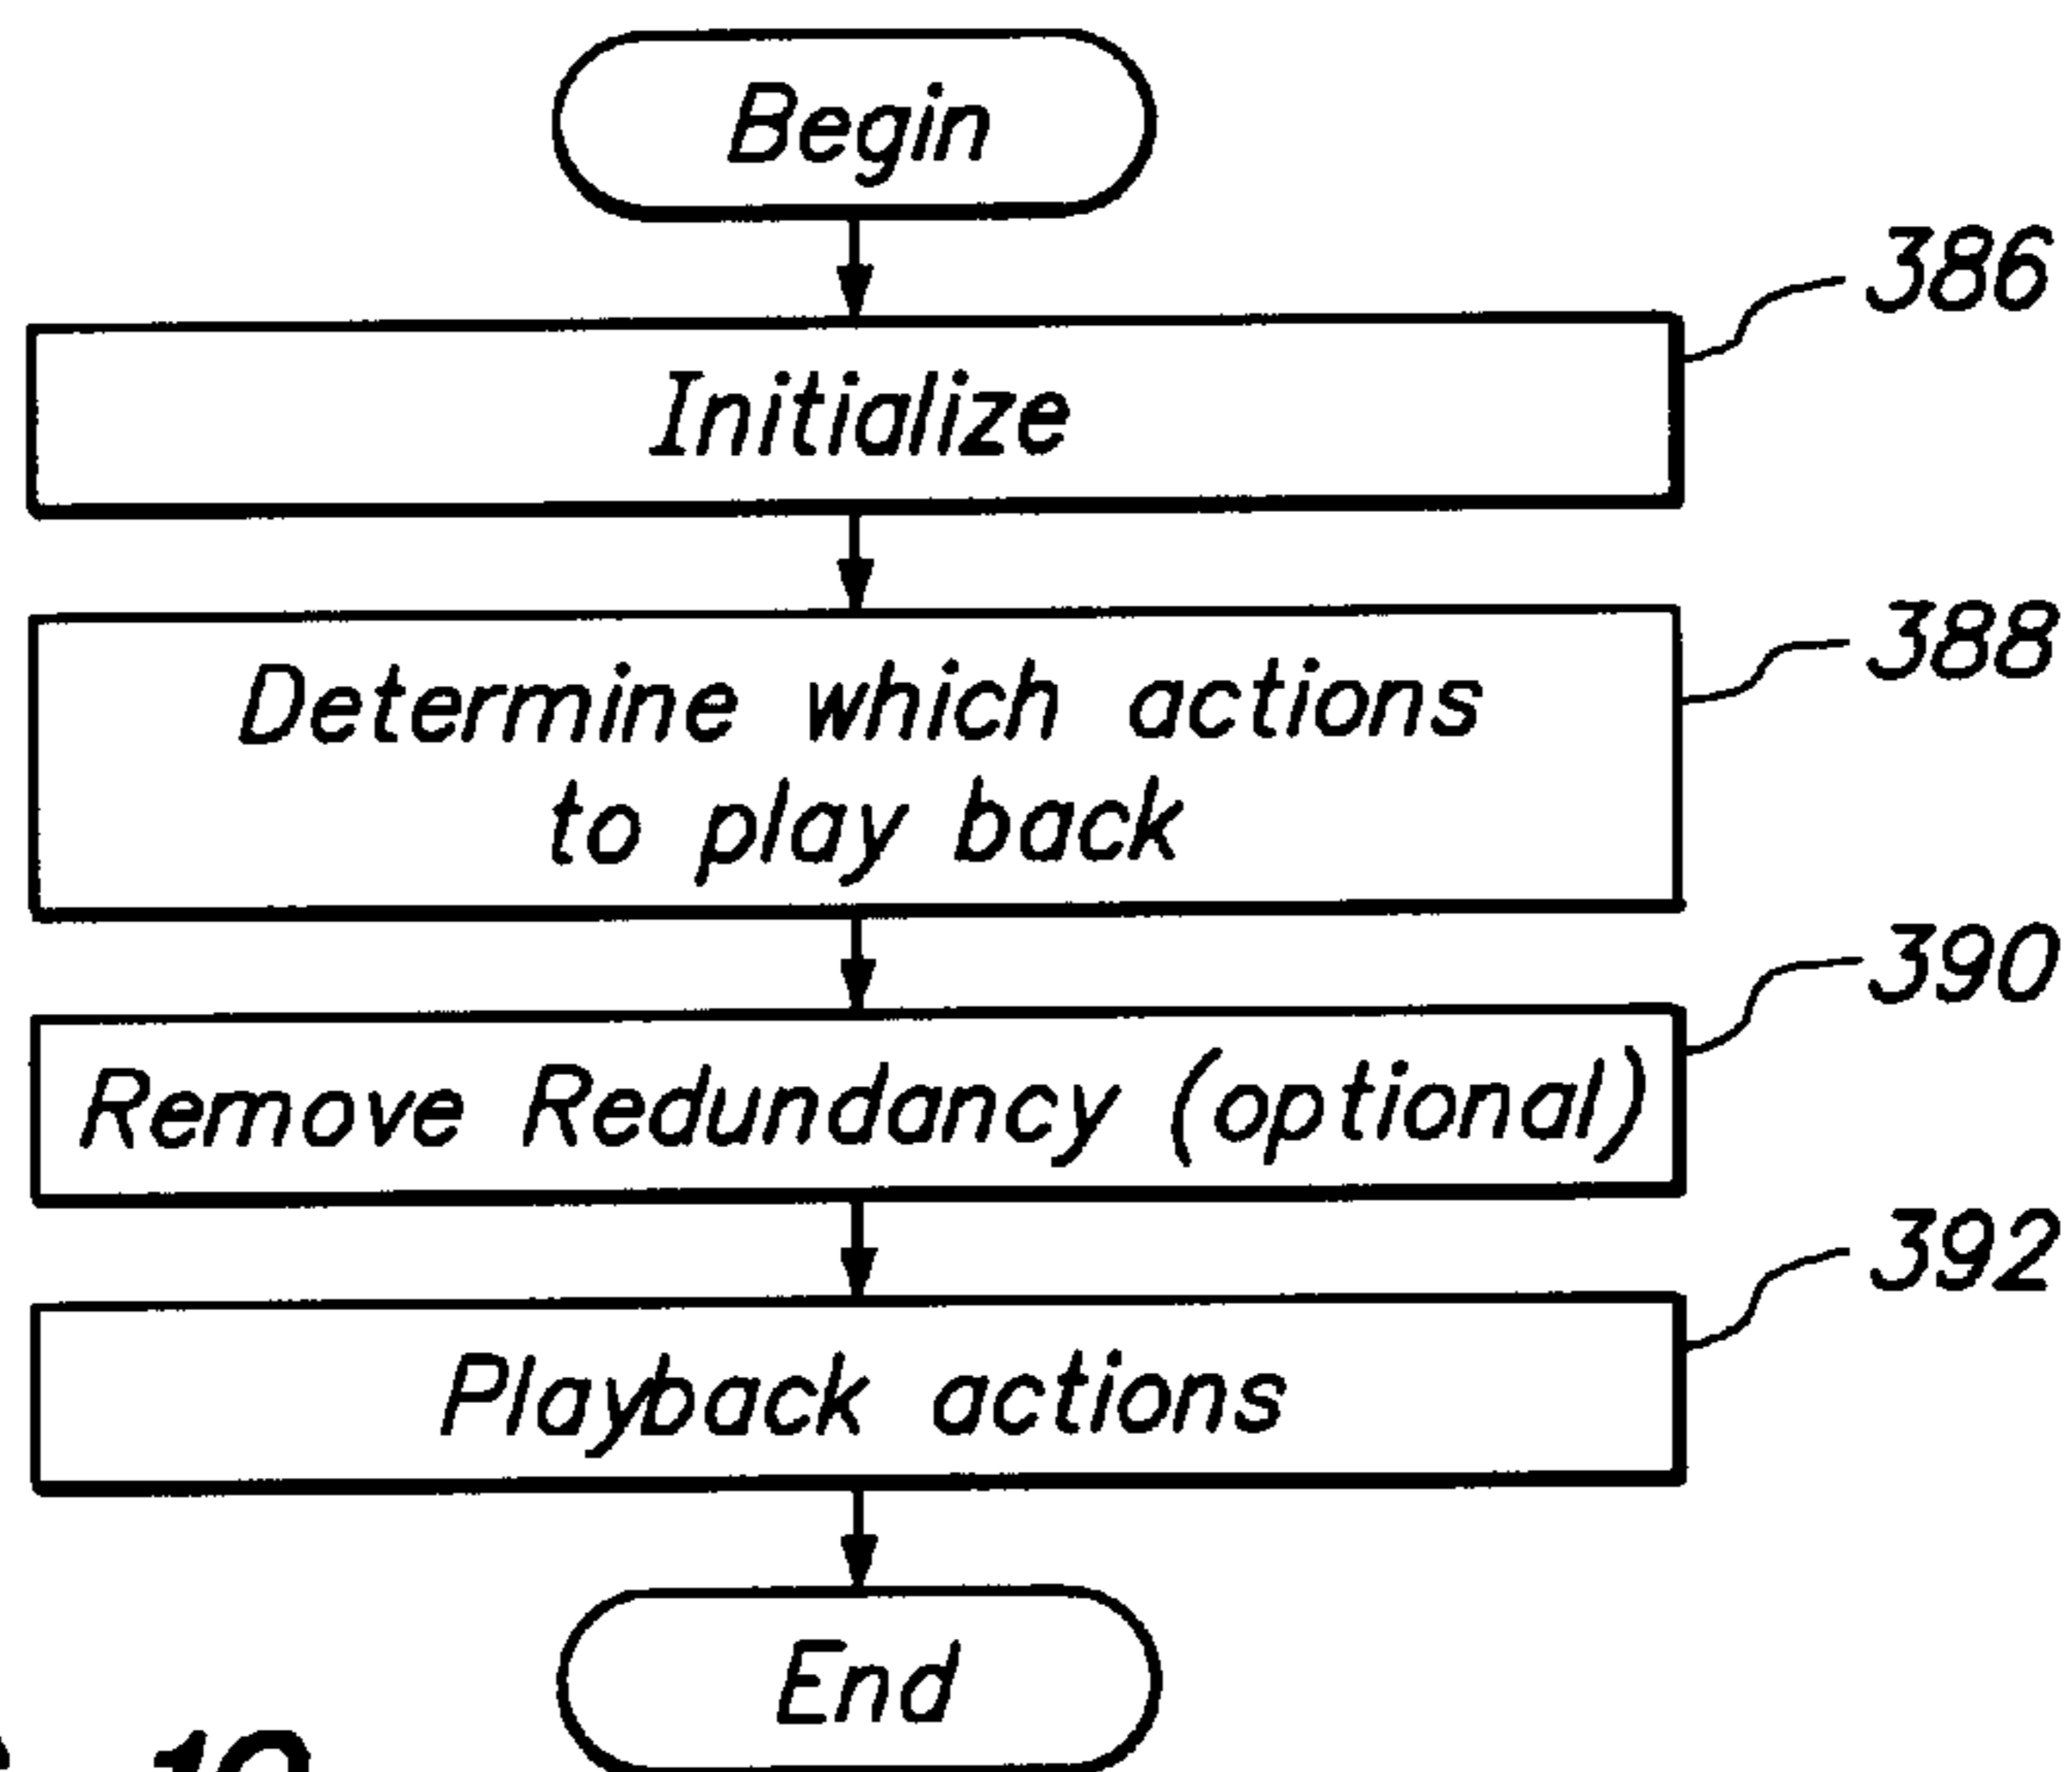 Begin
386
Initialize
388
Determine which actions
to play back
390
Remove Redundancy (optional)
392
Playback actions
End